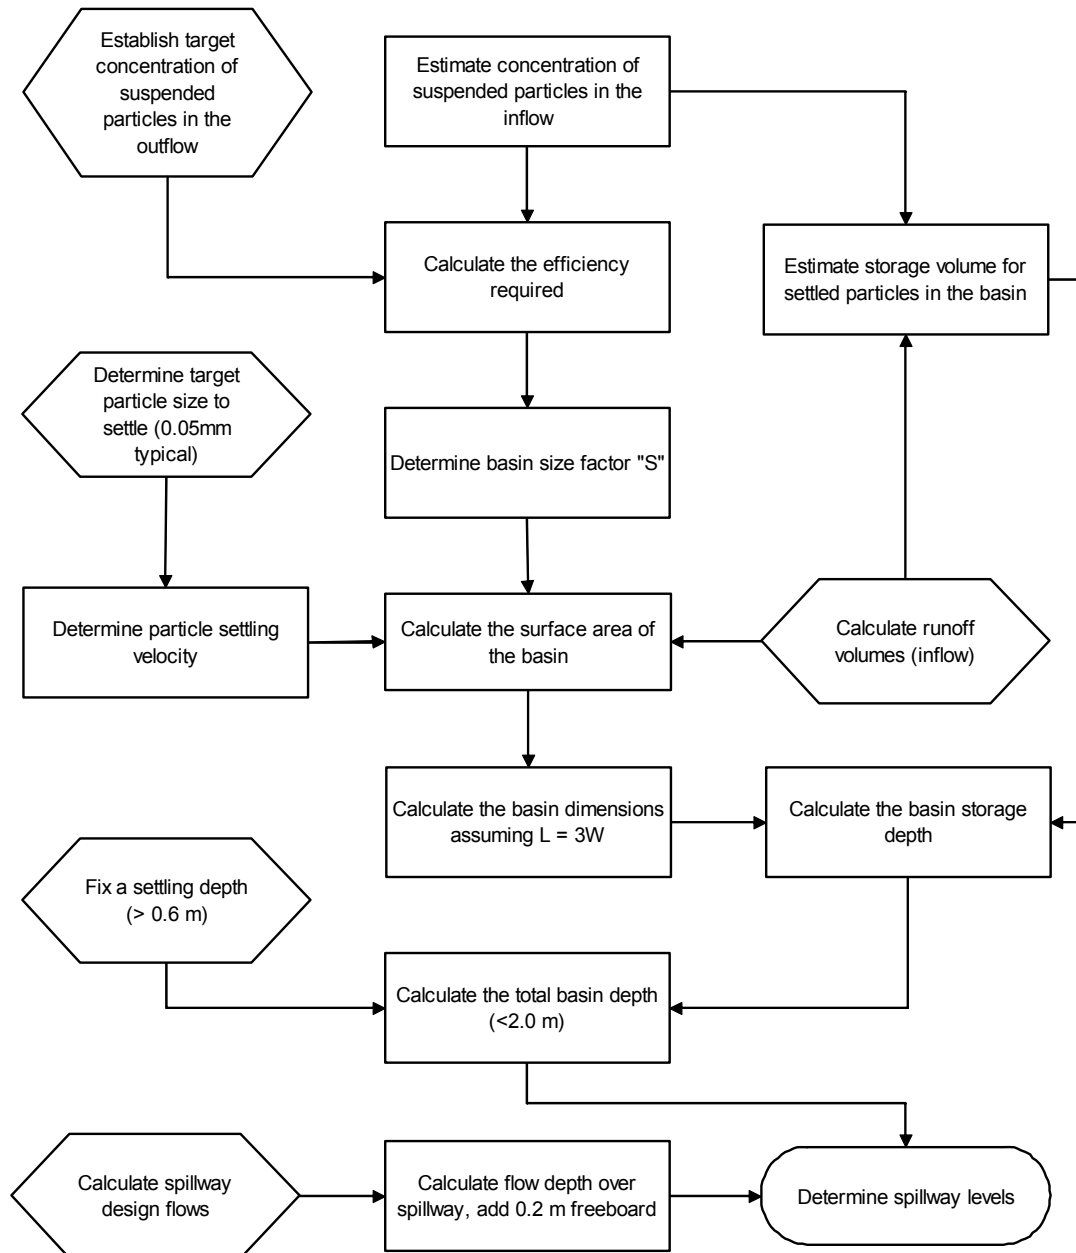 Establish target
concentration of
suspended
particles in the
outflow
Estimate concentration of
suspended particles in the
inflow
Calculate the efficiency
required
Estimate storage volume for
settled particles in the basin
Determine target
particle size to
settle (0.05mm
typical)
Determine basin size factor "S"
Determine particle settling
velocity
Calculate the surface area of
the basin
Calculate runoff
volumes (inflow)
Calculate the basin dimensions
assuming L = 3W
Calculate the basin storage
depth
Fix a settling depth
(> 0.6 m)
Calculate the total basin depth
(<2.0 m)
Calculate spillway
design flows
Calculate flow depth over
spillway, add 0.2 m freeboard
Determine spillway levels